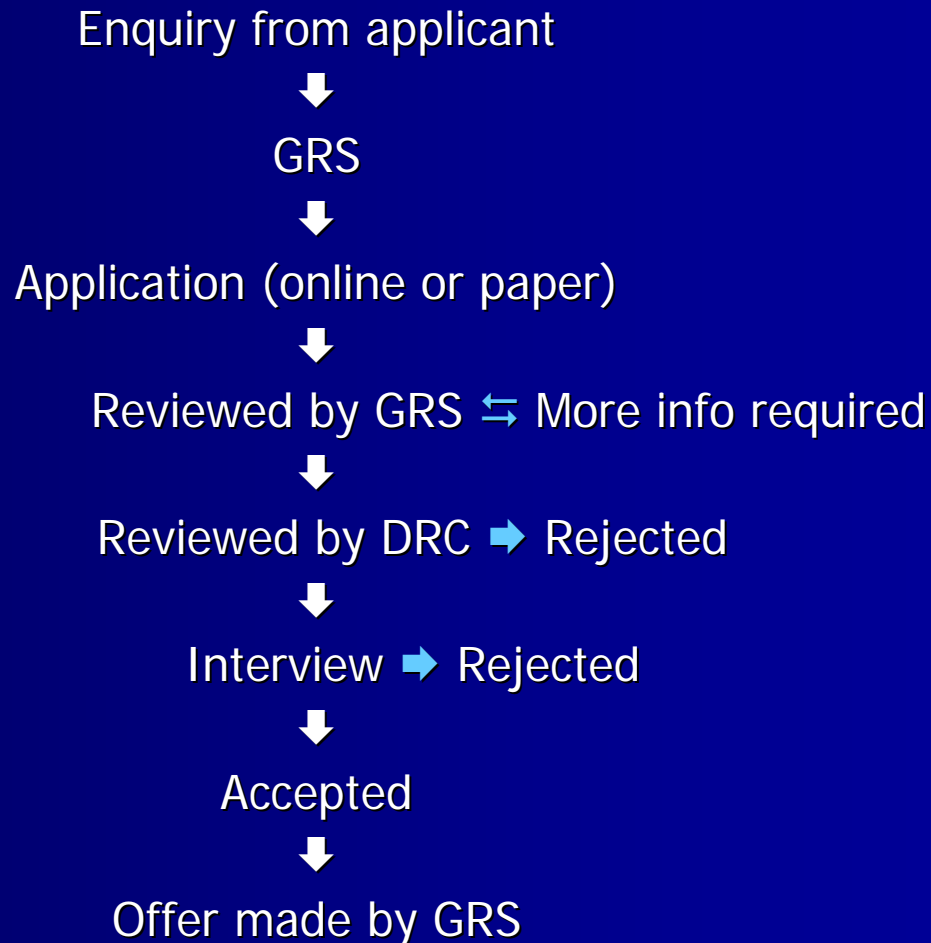 Enquiry from applicant
GRS
Application (online or paper)
Reviewed by GRS ⇆ More info required
Reviewed by DRC ➡ Rejected
Interview ➡ Rejected
Accepted
Offer made by GRS